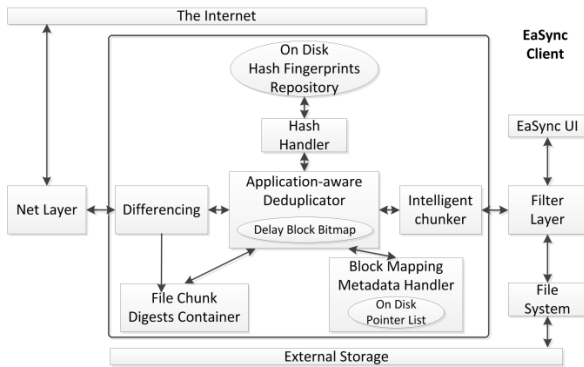 The Internet
EaSync
Client
On Disk
Hash Fingerprints
Repository
Hash
Handler
EaSync UI
Net Layer
Differencing
Application-aware
Deduplicator
Delay Block Bitmap
Intelligent
chunker
Filter
Layer
File Chunk
Digests Container
Block Mapping
Metadata Handler
On Disk
Pointer List
File
System
External Storage